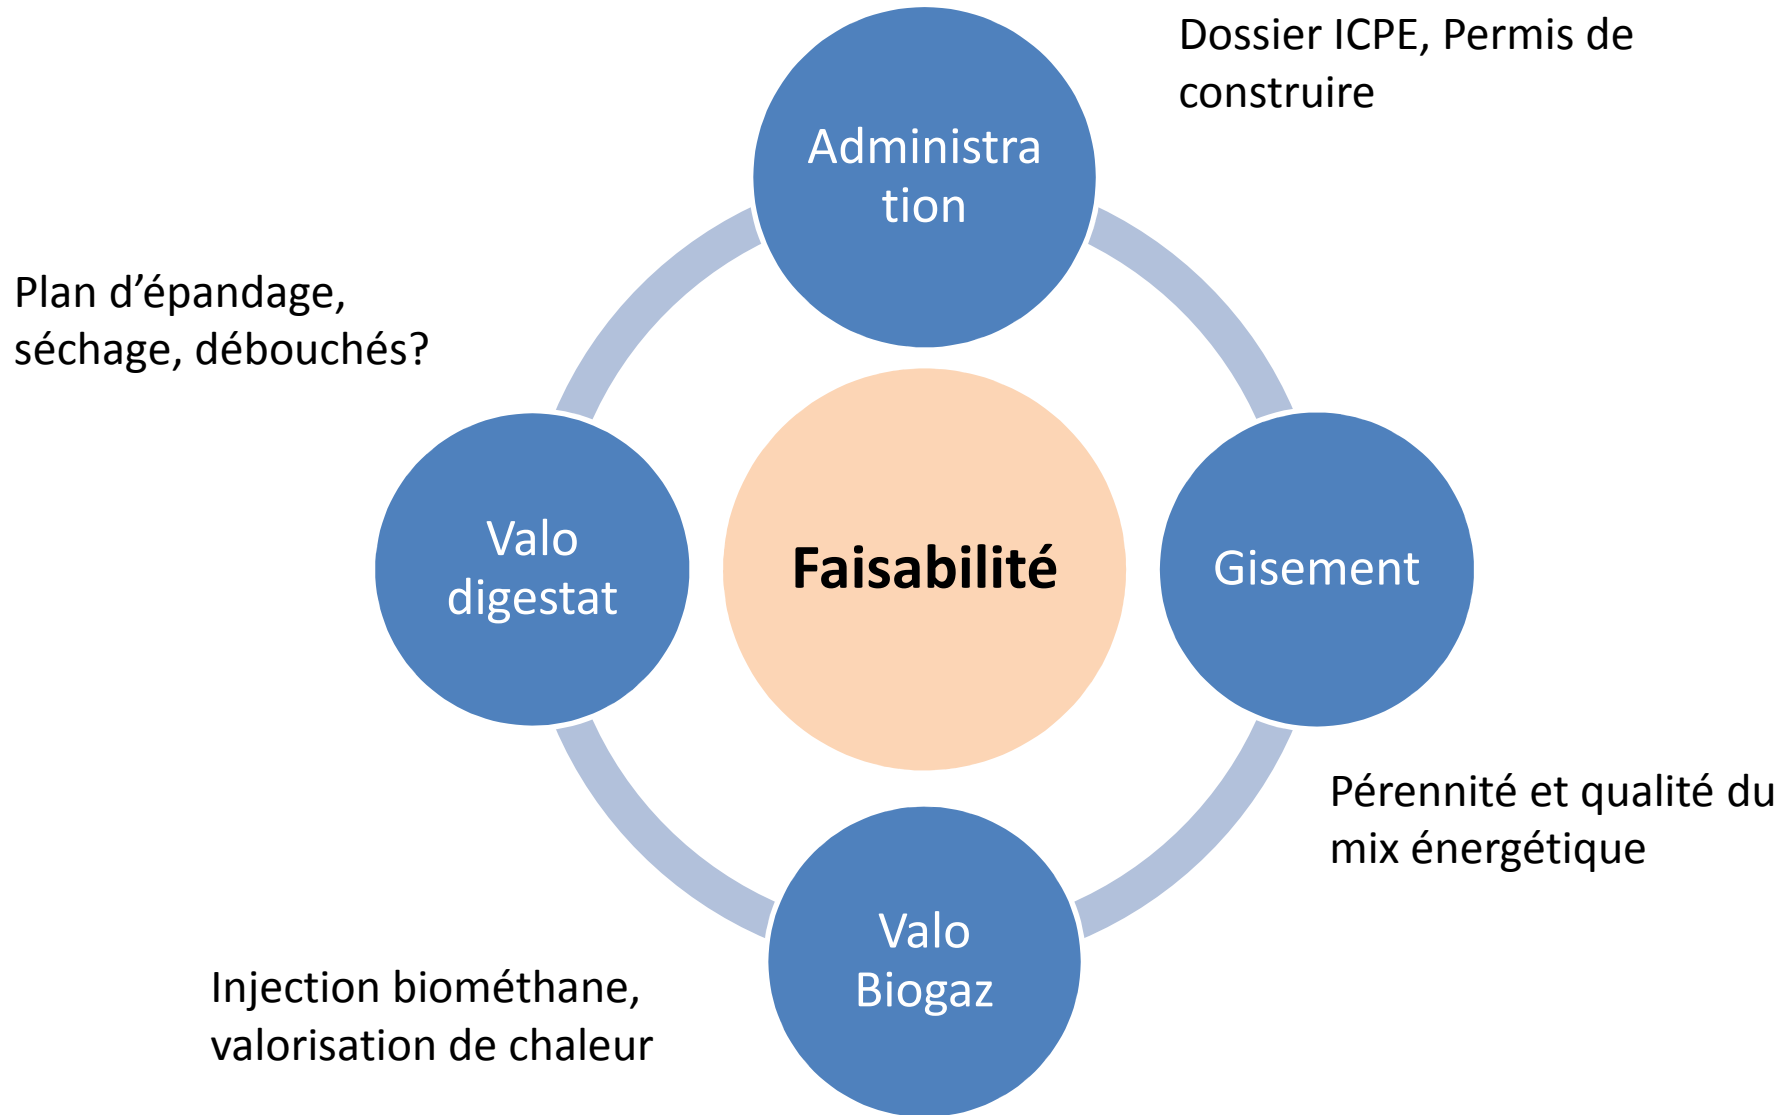 Dossier ICPE, Permis de
construire
Administra
tion
Plan d’épandage,
séchage, débouchés?
Valo
digestat
Faisabilité
Gisement
Pérennité et qualité du
mix énergétique
Valo
Biogaz
Injection biométhane,
valorisation de chaleur